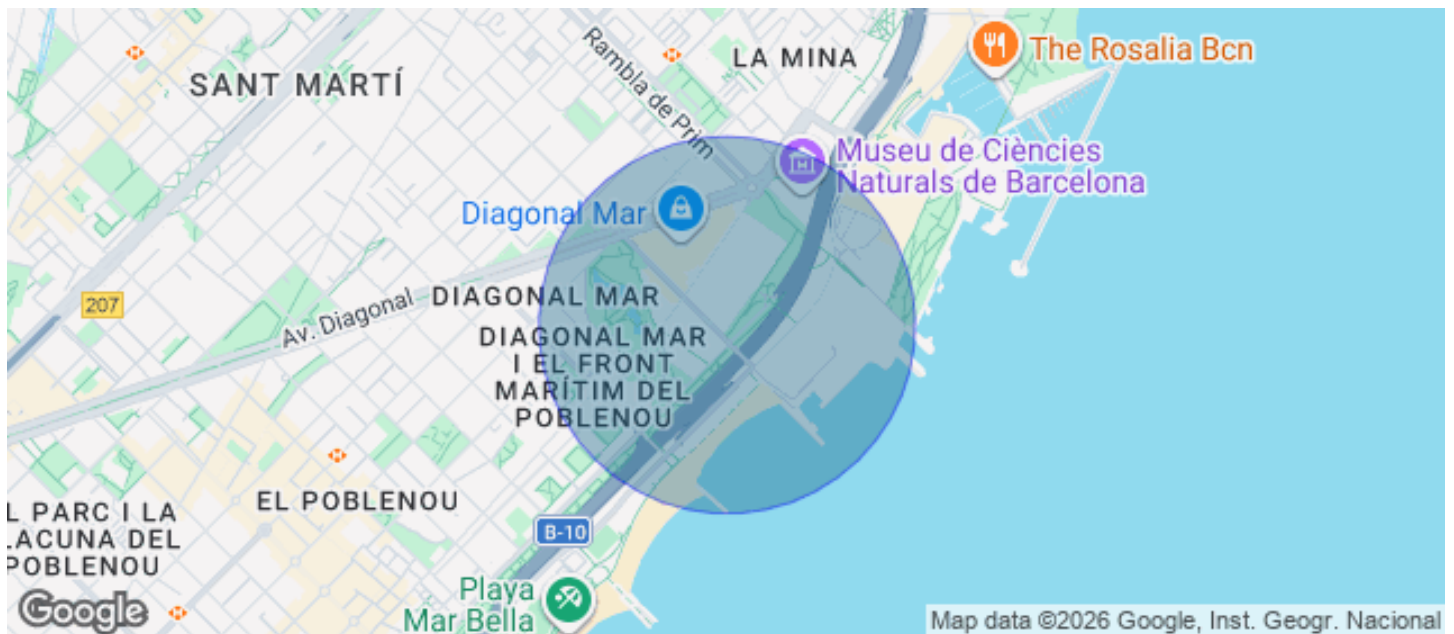 SANT MARTÍ
Rambla de Prim
LA MINA
The Rosalia Bcn
Museu de Ciències
Naturals de Barcelona
Diagonal Mar
207
Av. Diagonal
DIAGONAL MAR
DIAGONAL MAR
I EL FRONT
MARÍTIM DEL
POBLENOU
EL POBLENOU
L PARC I LA
LACUNA DEL
POBLENOU
B-10
Playa
Mar Bella
Google
Map data ©2026 Google, Inst. Geogr. Nacional